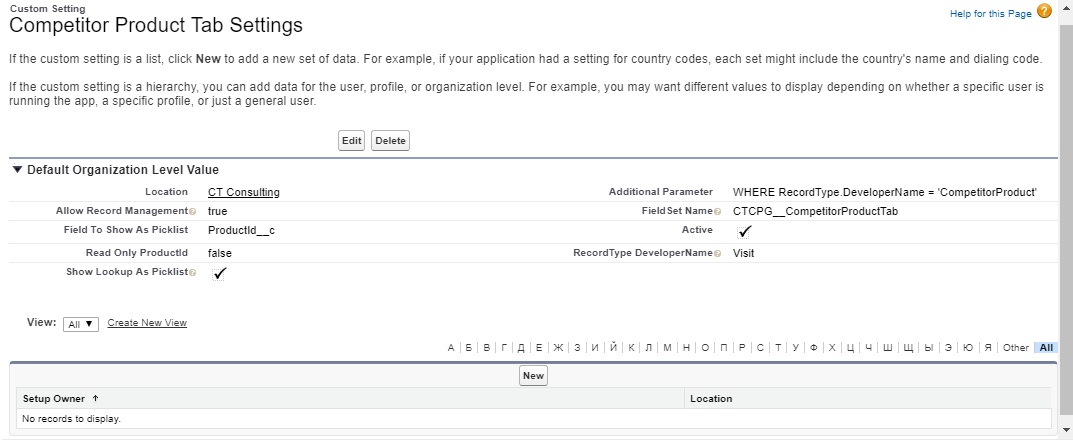 Custom Setting
Competitor Product Tab Settings
Help for this Page ?
If the custom setting is a list, click New to add a new set of data. For example, if your application had a setting for country codes, each set might include the country's name and dialing code.
If the custom setting is a hierarchy, you can add data for the user, profile, or organization level. For example, you may want different values to display depending on whether a specific user is
running the app, a specific profile, or just a general user.
Edit Delete
▼ Default Organization Level Value
Location CT Consulting Additional Parameter WHERE RecordType.DeveloperName = 'CompetitorProduct'
Allow Record Management ? true FieldSet Name ? CTCPG__CompetitorProductTab
Field To Show As Picklist ProductId__c Active ✓
Read Only ProductId false RecordType DeveloperName ? Visit
Show Lookup As Picklist ? ✓
View: All ▼ Create New View
А | Б | В | Г | Д | Е | Ж | З | И | Й | К | Л | М | Н | О | П | Р | С | Т | У | Ф | Х | Ц | Ч | Ш | Щ | Ы | Э | Ю | Я | Other | All
New
Setup Owner ↑ Location
No records to display.